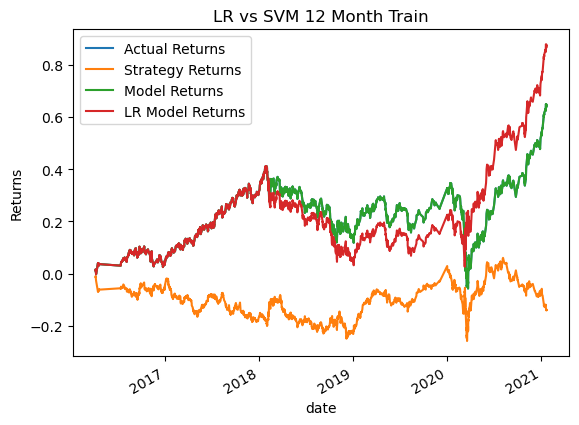 LR vs SVM 12 Month Train
Actual Returns
Strategy Returns
Model Returns
LR Model Returns
Returns
0.8
0.6
0.4
0.2
0.0
−0.2
2017
2018
2019
2020
2021
date